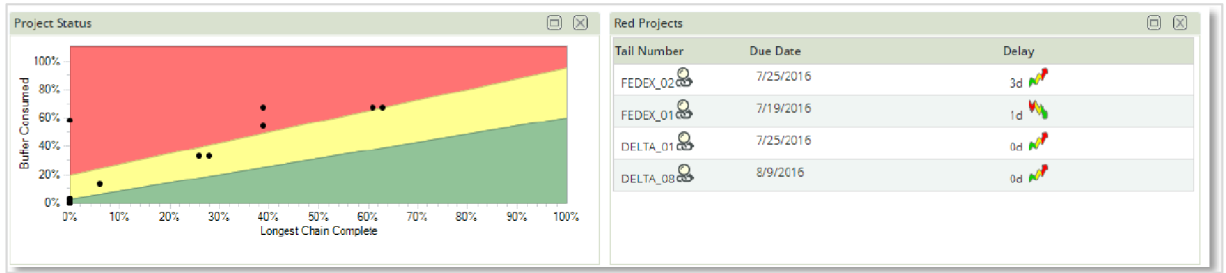 Project Status
100%
80%
60%
40%
20%
0%
Buffer Consumed
0% 10% 20% 30% 40% 50% 60% 70% 80% 90% 100%
Longest Chain Complete
Red Projects
Tail Number Due Date Delay
FEDEX_02 7/25/2016 3d
FEDEX_01 7/19/2016 1d
DELTA_01 7/25/2016 0d
DELTA_08 8/9/2016 0d